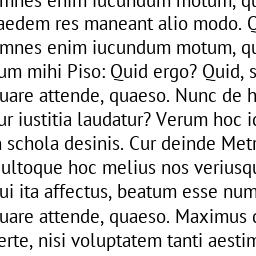 mnes enim iucundum motum, qu
aedem res maneant alio modo. Q
mnes enim iucundum motum, qu
um mihi Piso: Quid ergo? Quid, s
uare attende, quaeso. Nunc de h
ur iustitia laudatur? Verum hoc id
schola desinis. Cur deinde Metr
ultoque hoc melius nos veriusqu
ui ita affectus, beatum esse num
uare attende, quaeso. Maximus d
erte, nisi voluptatem tanti aestim